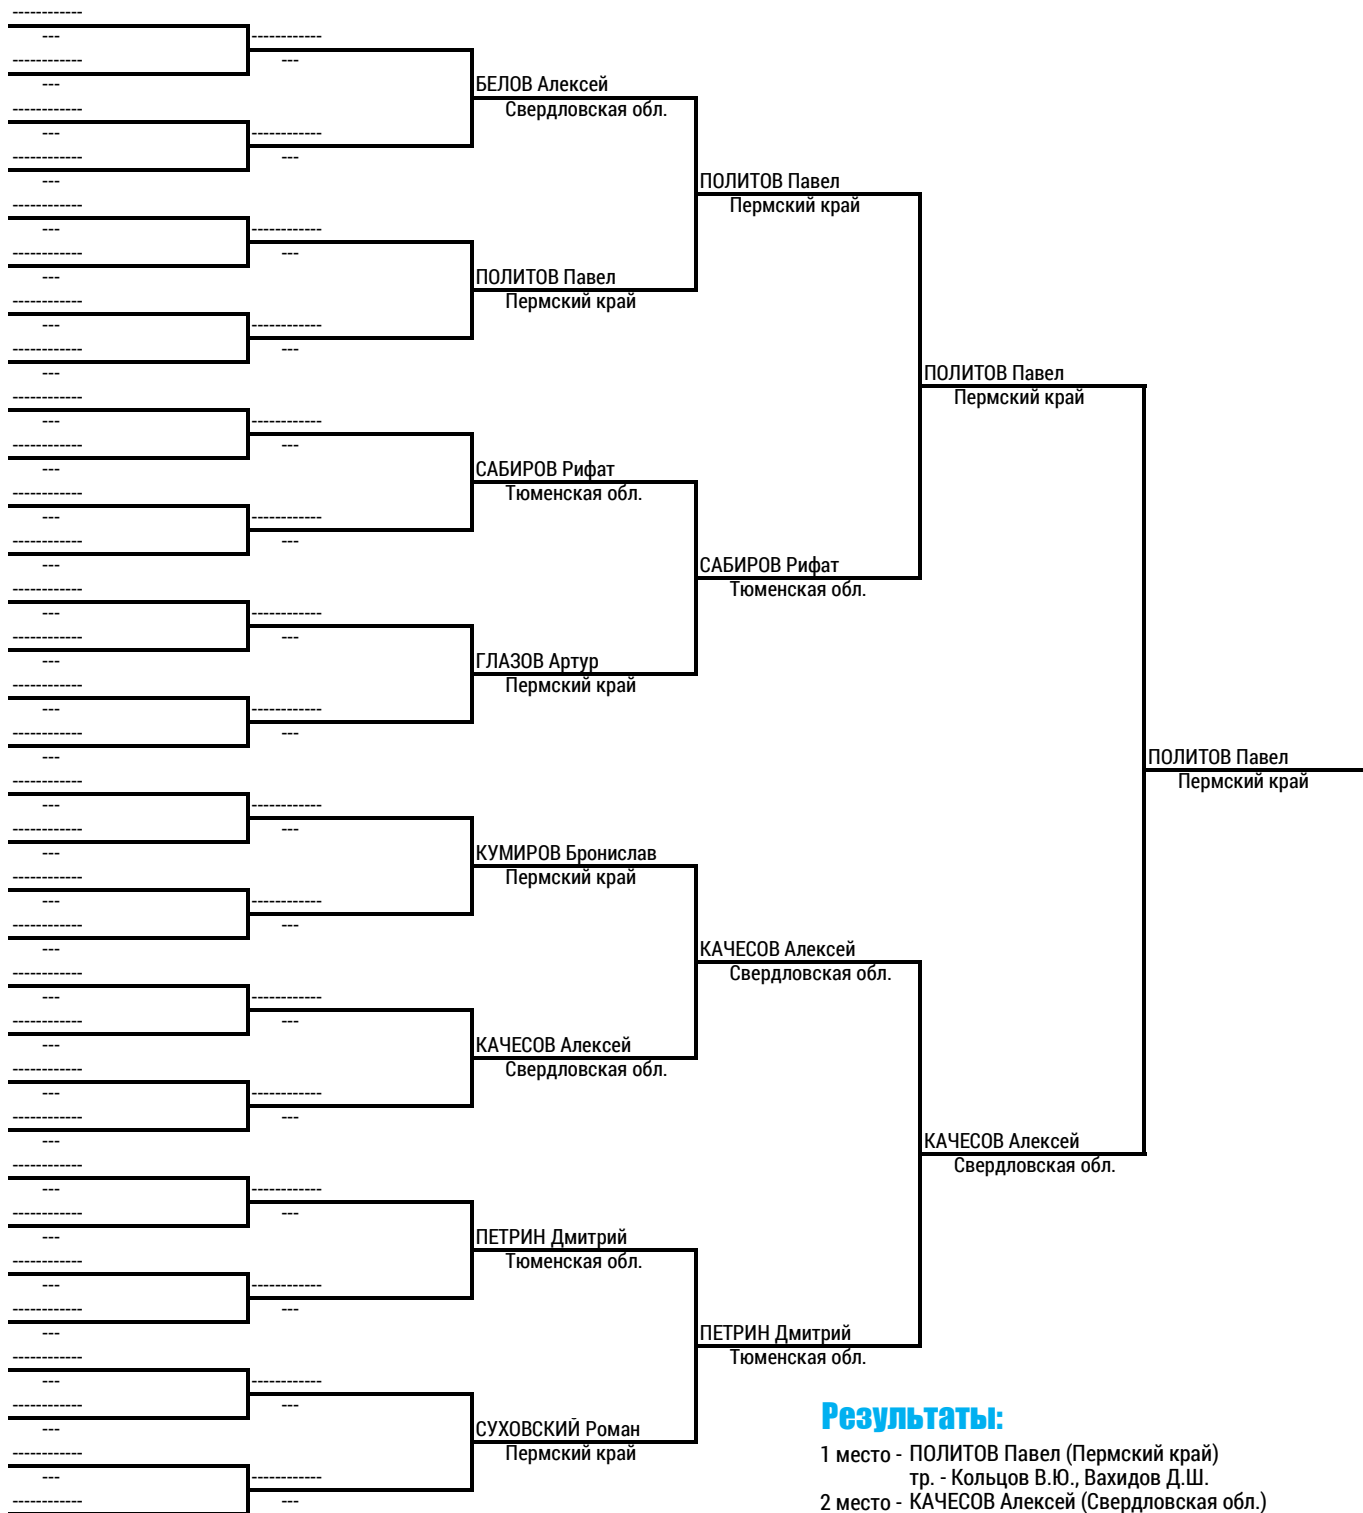 БЕЛОВ Алексей
Свердловская обл.
ПОЛИТОВ Павел
Пермский край
ПОЛИТОВ Павел
Пермский край
ПОЛИТОВ Павел
Пермский край
САБИРОВ Рифат
Тюменская обл.
САБИРОВ Рифат
Тюменская обл.
ГЛАЗОВ Артур
Пермский край
ПОЛИТОВ Павел
Пермский край
КУМИРОВ Бронислав
Пермский край
КАЧЕСОВ Алексей
Свердловская обл.
КАЧЕСОВ Алексей
Свердловская обл.
КАЧЕСОВ Алексей
Свердловская обл.
ПЕТРИН Дмитрий
Тюменская обл.
ПЕТРИН Дмитрий
Тюменская обл.
СУХОВСКИЙ Роман
Пермский край
Результаты:
1 место - ПОЛИТОВ Павел (Пермский край)
тр. - Кольцов В.Ю., Вахидов Д.Ш.
2 место - КАЧЕСОВ Алексей (Свердловская обл.)